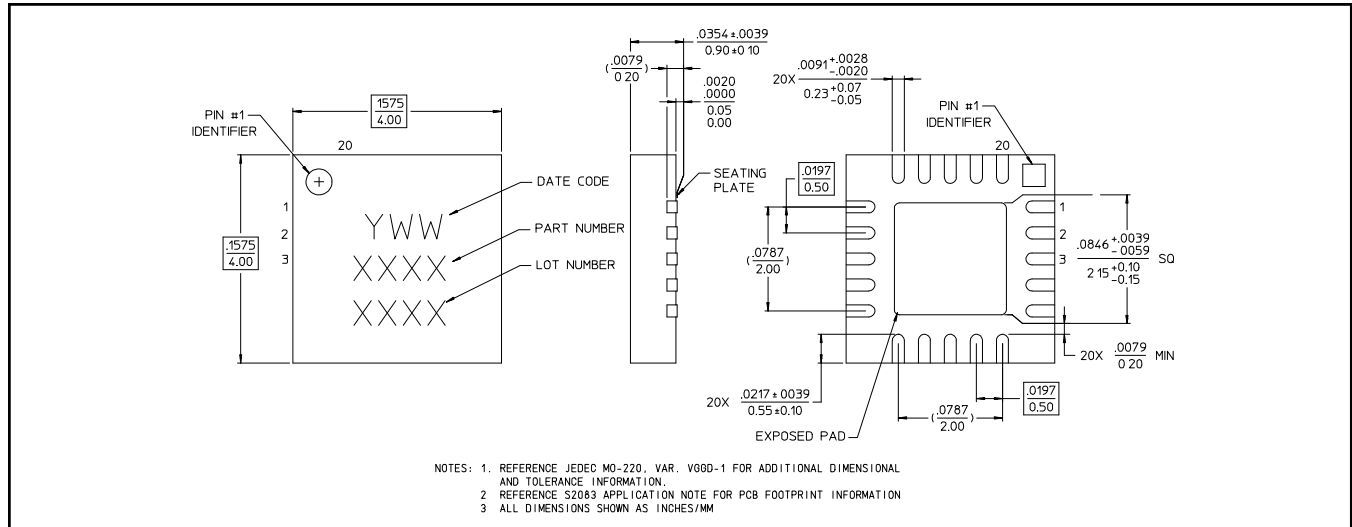 .0354 ±.0039
0.90 ±0 10
(.0079
0 20)
.0020
.0000
0.05
0.00
.1575
4.00
PIN #1
IDENTIFIER
20
.1575
4.00
1
2
3
DATE CODE
PART NUMBER
LOT NUMBER
YWW
XXXX
XXXX
SEATING
PLATE
20X .0091 +.0028 -.0020
0.23 +0.07 -0.05
PIN #1
IDENTIFIER
20
.0197
0.50
(.0787
2.00)
1
2
3
.0846 +.0039 -.0059
2 15 +0.10 -0.15 SQ
20X .0079 MIN
0 20
20X .0217 ± 0039
0.55 ±0.10
(.0787
2.00)
.0197
0.50
EXPOSED PAD
NOTES: 1. REFERENCE JEDEC MO-220, VAR. VGGD-1 FOR ADDITIONAL DIMENSIONAL
AND TOLERANCE INFORMATION.
2 REFERENCE S2083 APPLICATION NOTE FOR PCB FOOTPRINT INFORMATION
3 ALL DIMENSIONS SHOWN AS INCHES/MM